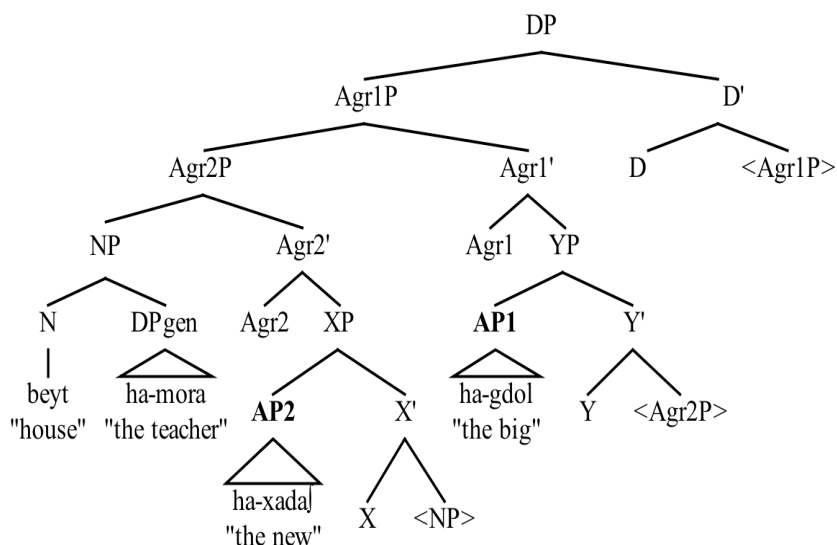 DP
Agr1P D'
Agr2P Agr1' D <Agr1P>
NP Agr2' Agr1 YP
N DPgen Agr2 XP AP1 Y'
beyt ha-mora AP2 X' ha-gdol Y <Agr2P>
"house" "the teacher" "the big"
ha-xadaʃ X <NP>
"the new"